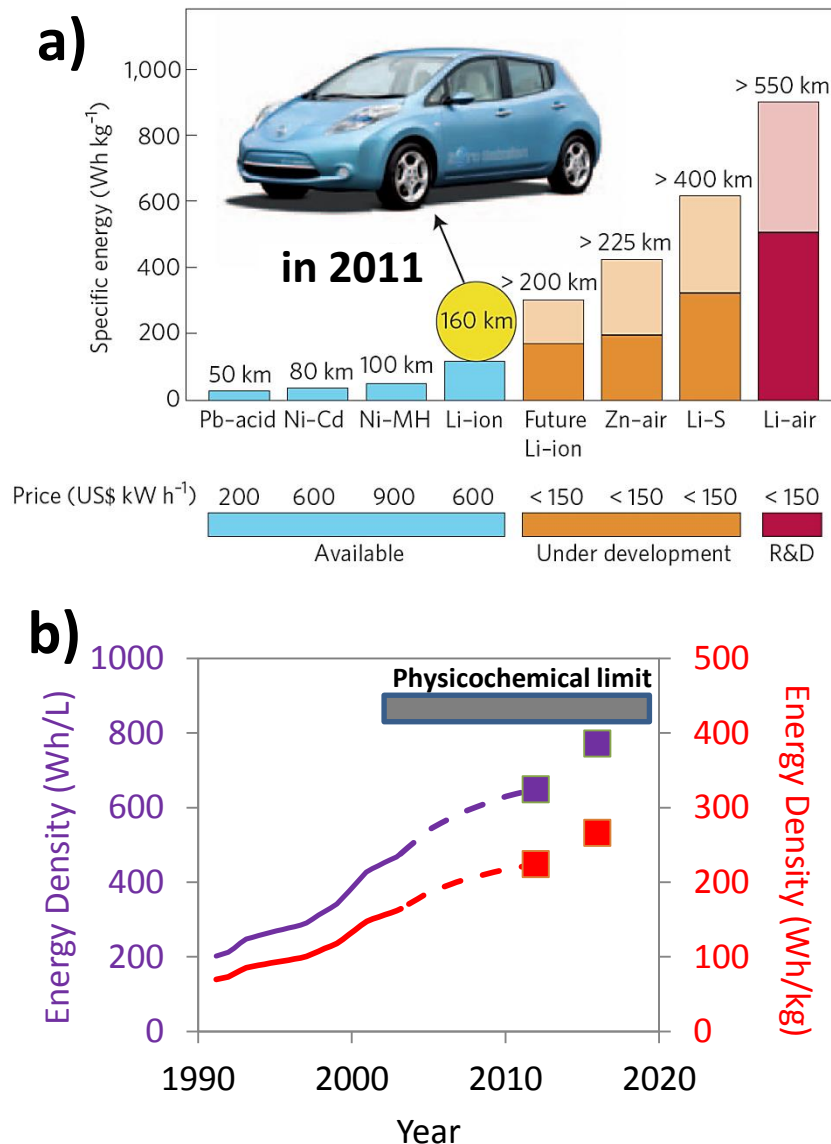 a)
Specific energy (Wh kg⁻¹)
1,000
800
600
400
200
0
in 2011
50 km
80 km
100 km
160 km
> 200 km
> 225 km
> 400 km
> 550 km
Pb–acid Ni–Cd Ni–MH Li–ion Future Zn–air Li–S Li–air
Li–ion
Price (US$ kW h⁻¹) 200 600 900 600 < 150 < 150 < 150 < 150
Available Under development R&D
b)
Energy Density (Wh/L)
1000
800
600
400
200
0
Physicochemical limit
500
400
300
200
100
0
Energy Density (Wh/kg)
1990 2000 2010 2020
Year